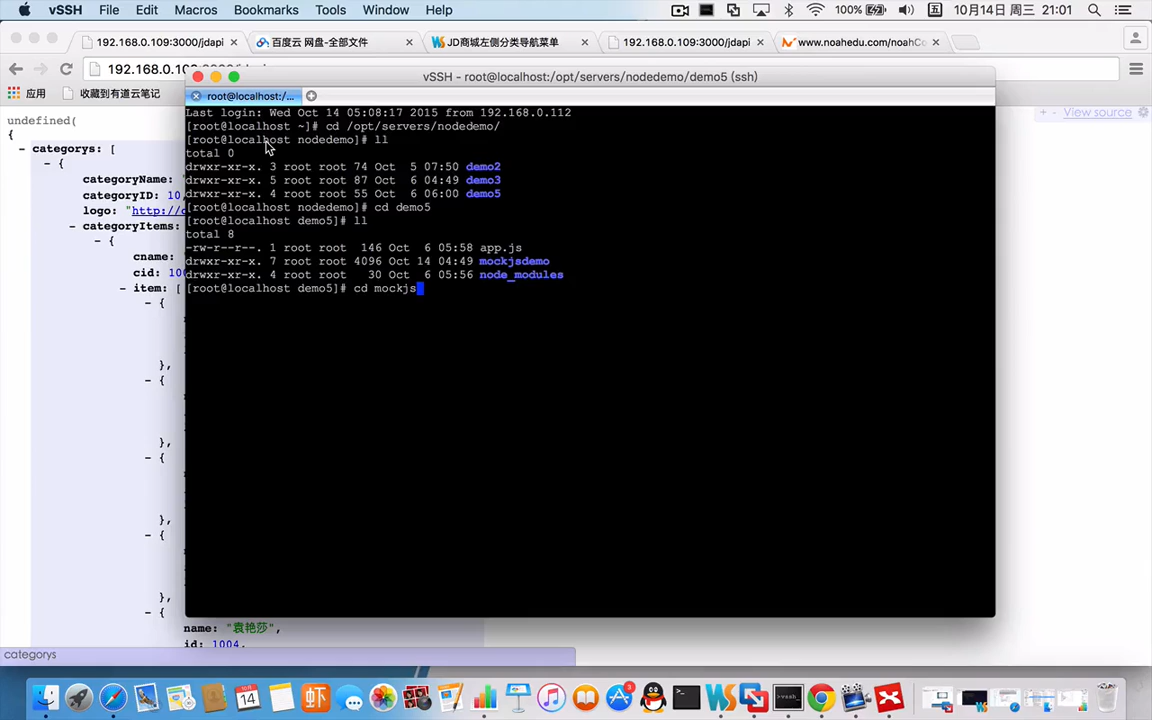 vSSH File Edit Macros Bookmarks Tools Window Help 100% 五 10月14日 周三 21:01
192.168.0.109:3000/jdapi 百度云 网盘-全部文件 JD商城左侧分类导航菜单 192.168.0.109:3000/jdapi www.noahedu.com/noahC
192.168.0.109:3000/jdapi
应用 收藏到有道云笔记
+ - View source
vSSH - root@localhost:/opt/servers/nodedemo/demo5 (ssh)
root@localhost:/...
Last login: Wed Oct 14 05:08:17 2015 from 192.168.0.112
[root@localhost ~]# cd /opt/servers/nodedemo/
[root@localhost nodedemo]# ll
total 0
drwxr-xr-x. 3 root root 74 Oct  5 07:50 demo2
drwxr-xr-x. 5 root root 87 Oct  6 04:49 demo3
drwxr-xr-x. 4 root root 55 Oct  6 06:00 demo5
[root@localhost nodedemo]# cd demo5
[root@localhost demo5]# ll
total 8
-rw-r--r--. 1 root root  146 Oct  6 05:58 app.js
drwxr-xr-x. 7 root root 4096 Oct 14 04:49 mockjsdemo
drwxr-xr-x. 4 root root   30 Oct  6 05:56 node_modules
[root@localhost demo5]# cd mockjs
undefined(
{
- categorys: [
- {
categoryName: "
categoryID: 10
logo: "http://d
- categoryItems: [
- {
cname: "
cid: 100
- item: [
- {
},
- {
},
- {
},
- {
},
- {
name: "袁艳莎",
id: 1004,
categorys